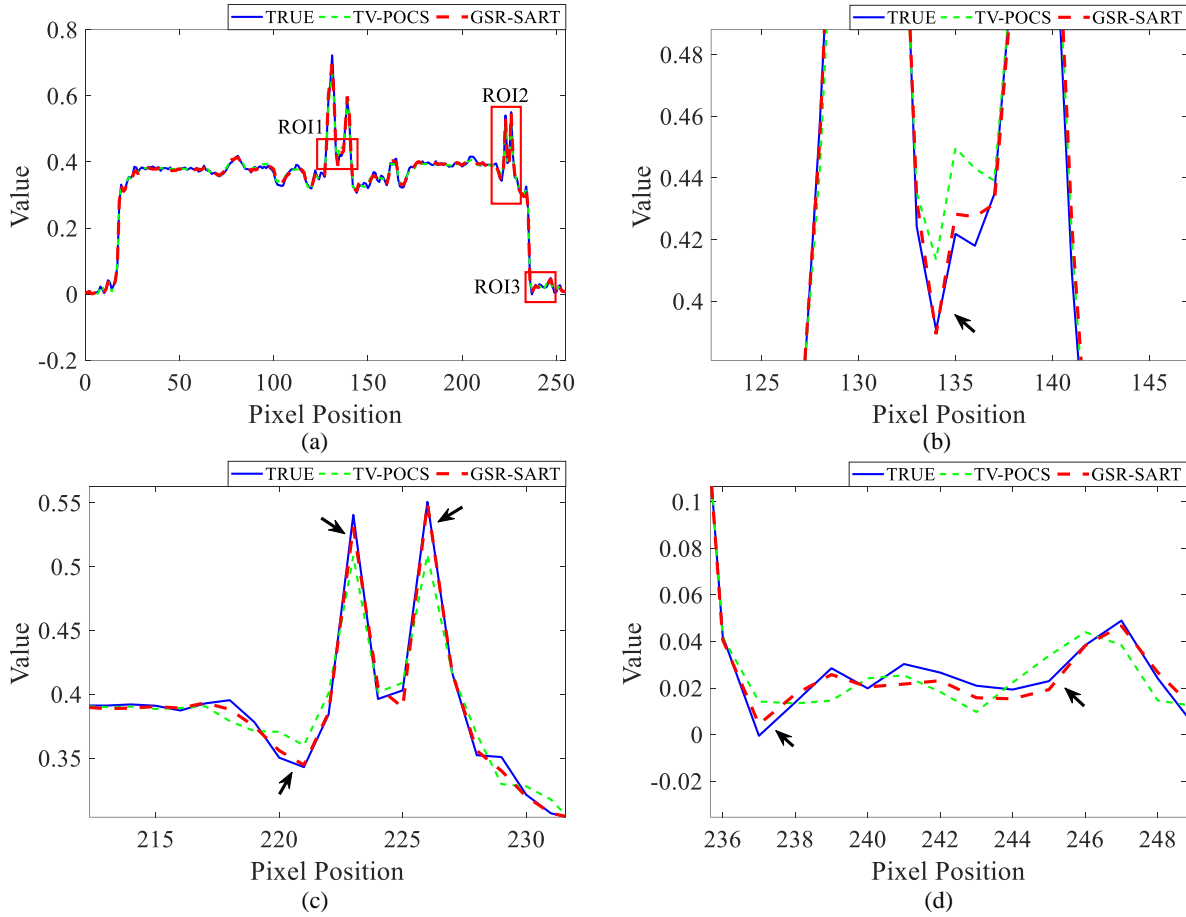 TRUE TV-POCS GSR-SART
0.8
0.6
0.4
0.2
0
-0.2
Value
ROI1
ROI2
ROI3
0 50 100 150 200 250
Pixel Position
(a)
TRUE TV-POCS GSR-SART
0.48
0.46
0.44
0.42
0.4
Value
125 130 135 140 145
Pixel Position
(b)
TRUE TV-POCS GSR-SART
0.55
0.5
0.45
0.4
0.35
Value
215 220 225 230
Pixel Position
(c)
TRUE TV-POCS GSR-SART
0.1
0.08
0.06
0.04
0.02
0
-0.02
Value
236 238 240 242 244 246 248
Pixel Position
(d)